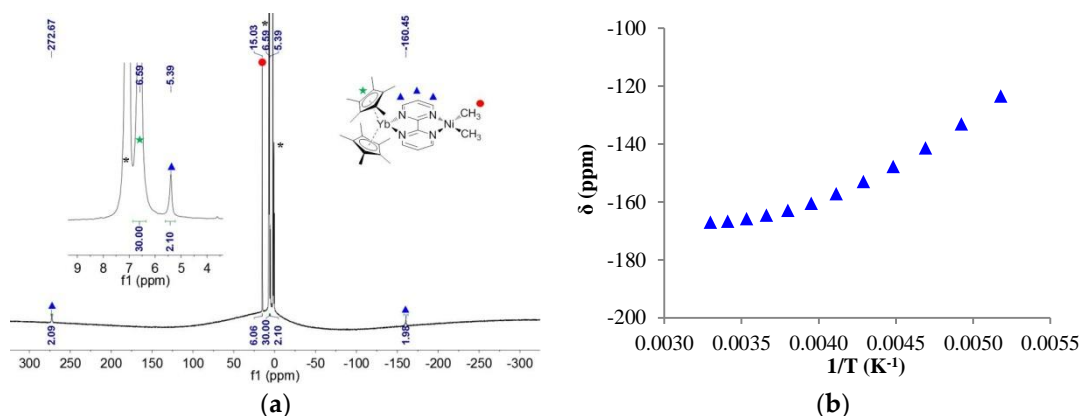 -272.67
15.03
6.59
5.39
-160.45
*
-6.59
-5.39
*
*
Yb
N
N
N
N
Ni
CH3
CH3
30.00
2.10
9 8 7 6 5 4
f1 (ppm)
2.09
6.06
30.00
2.10
1.98
300 250 200 150 100 50 0 -50 -100 -150 -200 -250 -300
f1 (ppm)
(a)
-100
-120
-140
-160
-180
-200
δ (ppm)
0.0030 0.0035 0.0040 0.0045 0.0050 0.0055
1/T (K-1)
(b)